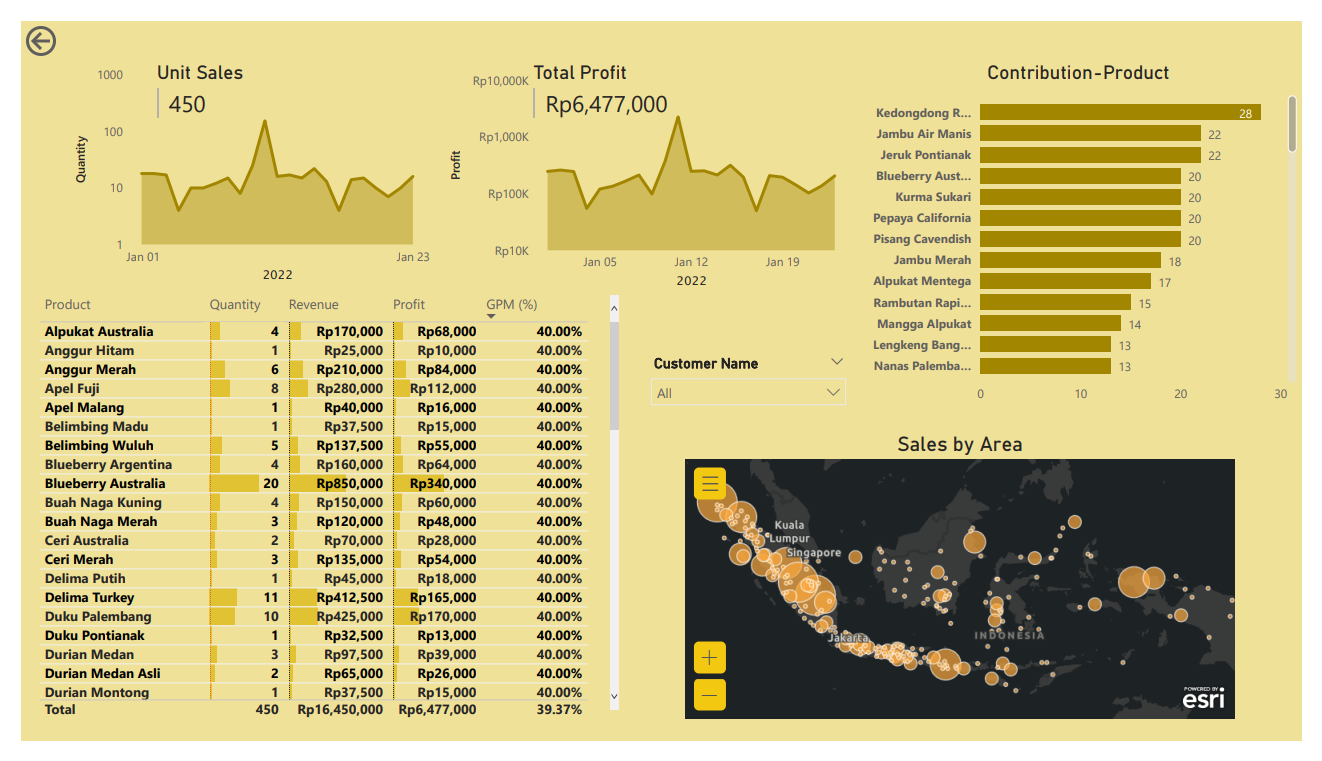 Unit Sales
450
1000
100
10
1
Quantity
Jan 01
Jan 23
2022
Total Profit
Rp6,477,000
Rp10,000K
Rp1,000K
Rp100K
Rp10K
Profit
Jan 05
Jan 12
Jan 19
2022
Contribution-Product
Kedongdong R... 28
Jambu Air Manis 22
Jeruk Pontianak 22
Blueberry Aust... 20
Kurma Sukari 20
Pepaya California 20
Pisang Cavendish 20
Jambu Merah 18
Alpukat Mentega 17
Rambutan Rapi... 15
Mangga Alpukat 14
Lengkeng Bang... 13
Nanas Palemba... 13
0 10 20 30
Product Quantity Revenue Profit GPM (%)
Alpukat Australia 4 Rp170,000 Rp68,000 40.00%
Anggur Hitam 1 Rp25,000 Rp10,000 40.00%
Anggur Merah 6 Rp210,000 Rp84,000 40.00%
Apel Fuji 8 Rp280,000 Rp112,000 40.00%
Apel Malang 1 Rp40,000 Rp16,000 40.00%
Belimbing Madu 1 Rp37,500 Rp15,000 40.00%
Belimbing Wuluh 5 Rp137,500 Rp55,000 40.00%
Blueberry Argentina 4 Rp160,000 Rp64,000 40.00%
Blueberry Australia 20 Rp850,000 Rp340,000 40.00%
Buah Naga Kuning 4 Rp150,000 Rp60,000 40.00%
Buah Naga Merah 3 Rp120,000 Rp48,000 40.00%
Ceri Australia 2 Rp70,000 Rp28,000 40.00%
Ceri Merah 3 Rp135,000 Rp54,000 40.00%
Delima Putih 1 Rp45,000 Rp18,000 40.00%
Delima Turkey 11 Rp412,500 Rp165,000 40.00%
Duku Palembang 10 Rp425,000 Rp170,000 40.00%
Duku Pontianak 1 Rp32,500 Rp13,000 40.00%
Durian Medan 3 Rp97,500 Rp39,000 40.00%
Durian Medan Asli 2 Rp65,000 Rp26,000 40.00%
Durian Montong 1 Rp37,500 Rp15,000 40.00%
Total 450 Rp16,450,000 Rp6,477,000 39.37%
Customer Name
All
Sales by Area
Kuala
Lumpur
Singapore
Jakarta
INDONESIA
POWERED BY
esri